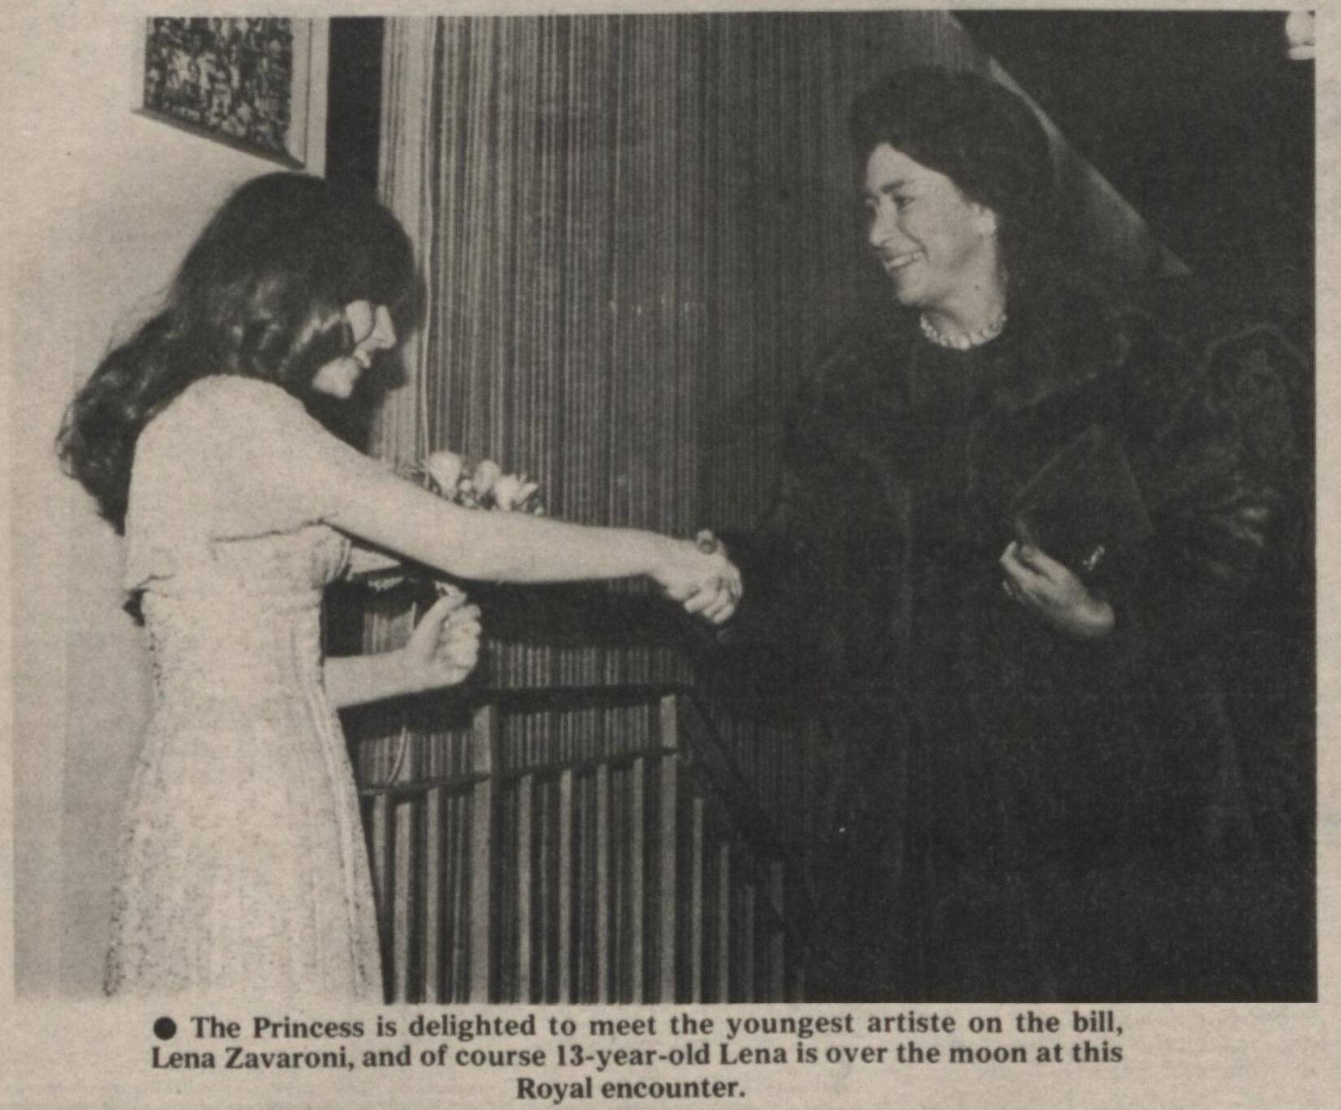 ● The Princess is delighted to meet the youngest artiste on the bill,
Lena Zavaroni, and of course 13-year-old Lena is over the moon at this
Royal encounter.